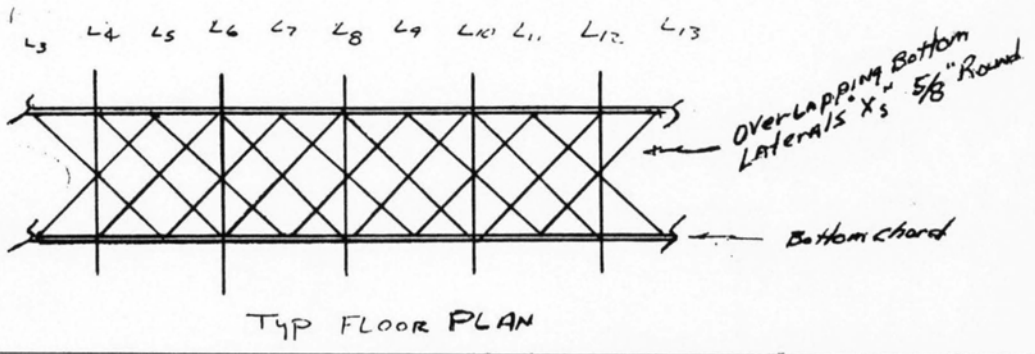 L3 L4 L5 L6 L7 L8 L9 L10 L11 L12 L13
Overlapping Bottom
Laterals "X"s 5/8" Round
Bottom chord
Typ FLOOR PLAN